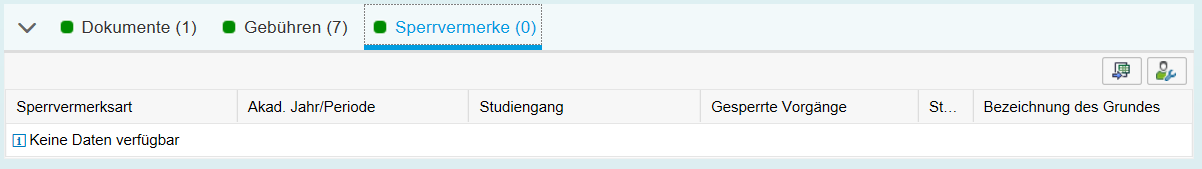 Dokumente (1) Gebühren (7) Sperrvermerke (0)
Sperrvermerksart Akad. Jahr/Periode Studiengang Gesperrte Vorgänge St... Bezeichnung des Grundes
Keine Daten verfügbar